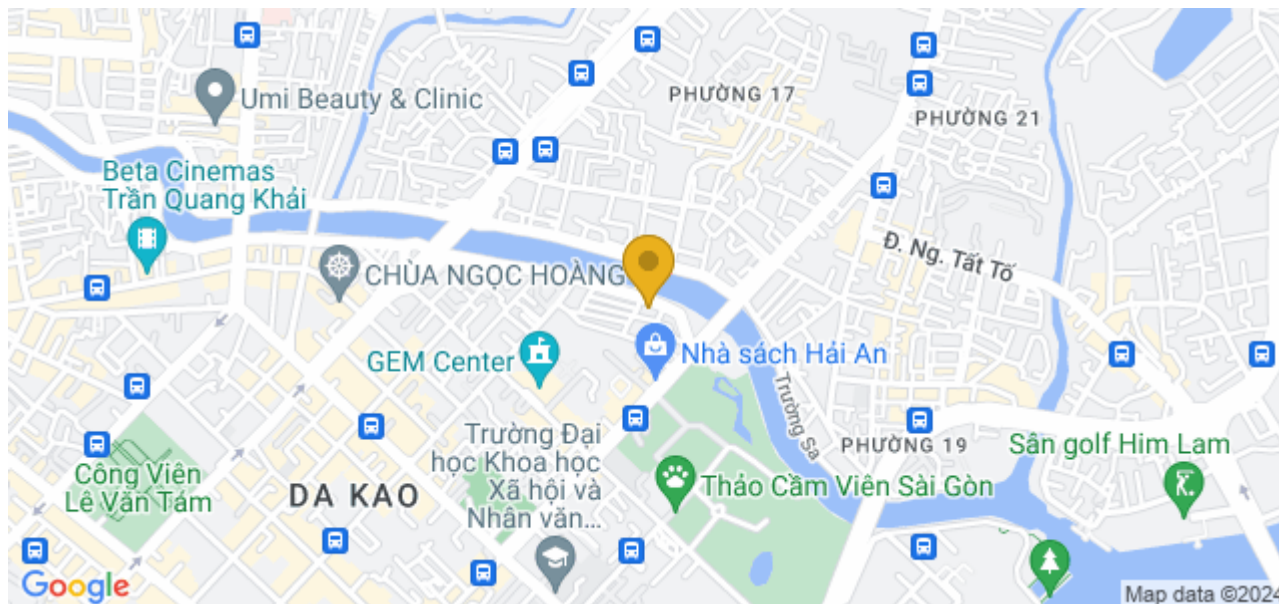 PHƯỜNG 17
Umi Beauty & Clinic
PHƯỜNG 21
Beta Cinemas
Trần Quang Khải
Đ. Ng. Tất Tố
CHÙA NGỌC HOÀNG
GEM Center
Nhà sách Hải An
Trường Sa
Trường Đại
học Khoa học
Xã hội và
Nhân văn...
PHƯỜNG 19
Sân golf Him Lam
Công Viên
Lê Văn Tám
DA KAO
Thảo Cầm Viên Sài Gòn
Google
Map data ©2024